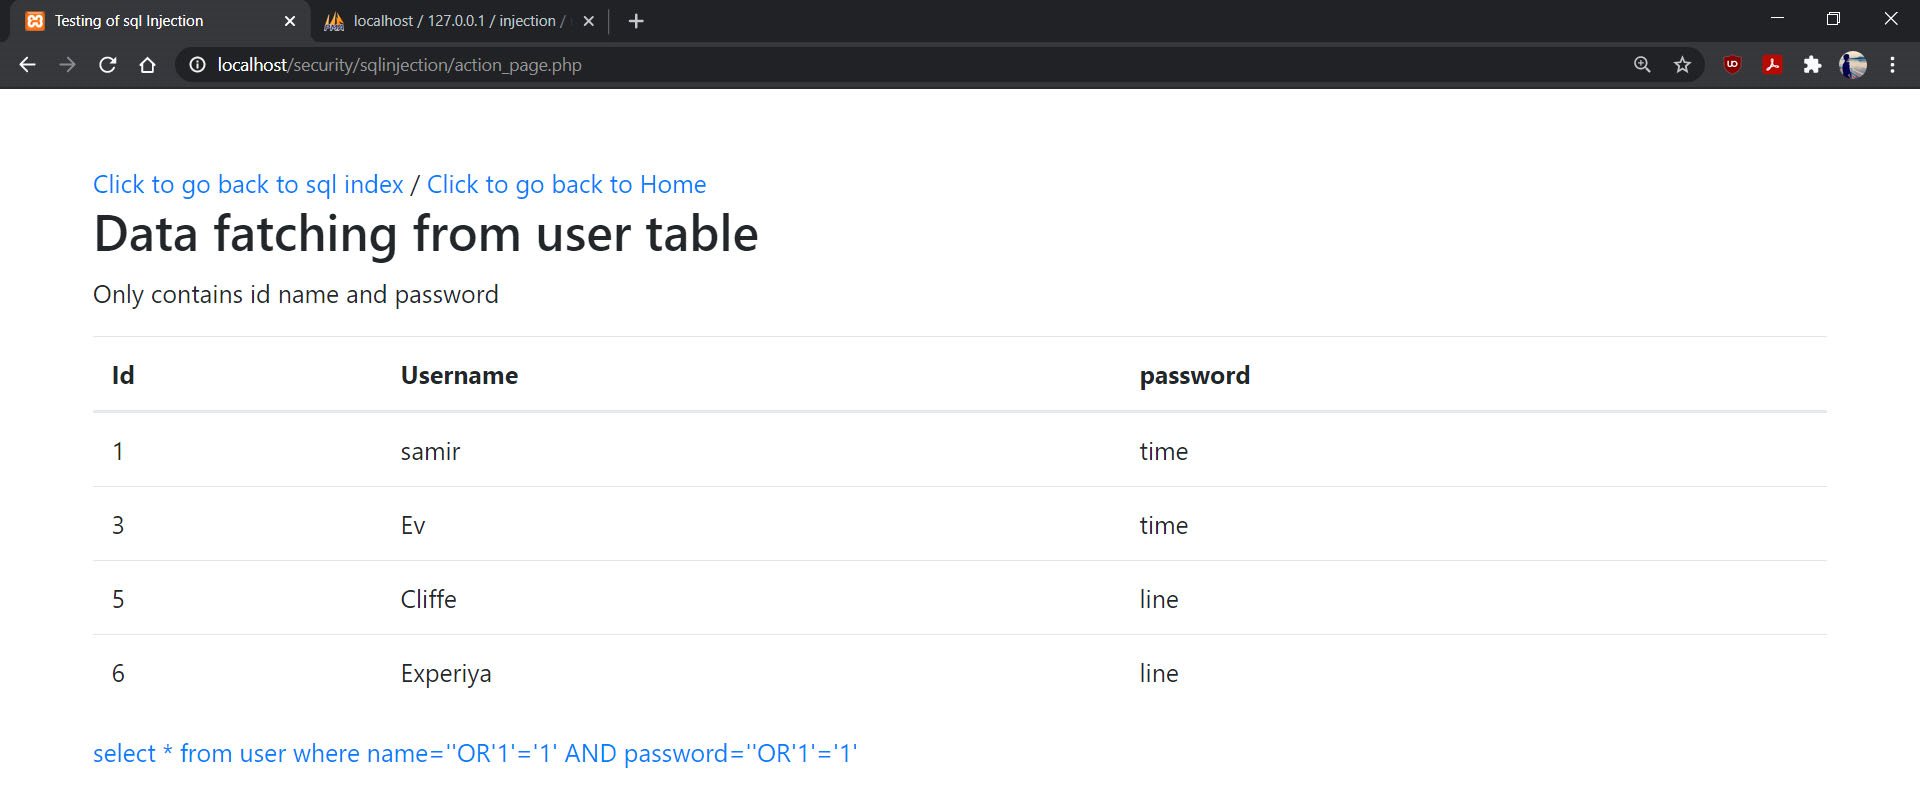 Testing of sql Injection
localhost / 127.0.0.1 / injection /
localhost/security/sqlinjection/action_page.php
Click to go back to sql index / Click to go back to Home
Data fatching from user table
Only contains id name and password
Id Username password
1 samir time
3 Ev time
5 Cliffe line
6 Experiya line
select * from user where name=''OR'1'='1' AND password=''OR'1'='1'